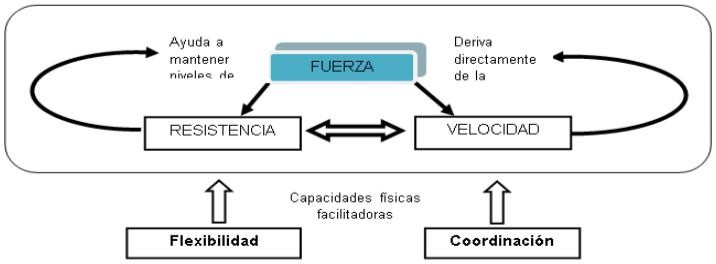 Ayuda a
mantener
niveles de
FUERZA
Deriva
directamente
de la
RESISTENCIA
VELOCIDAD
Capacidades físicas
facilitadoras
Flexibilidad
Coordinación